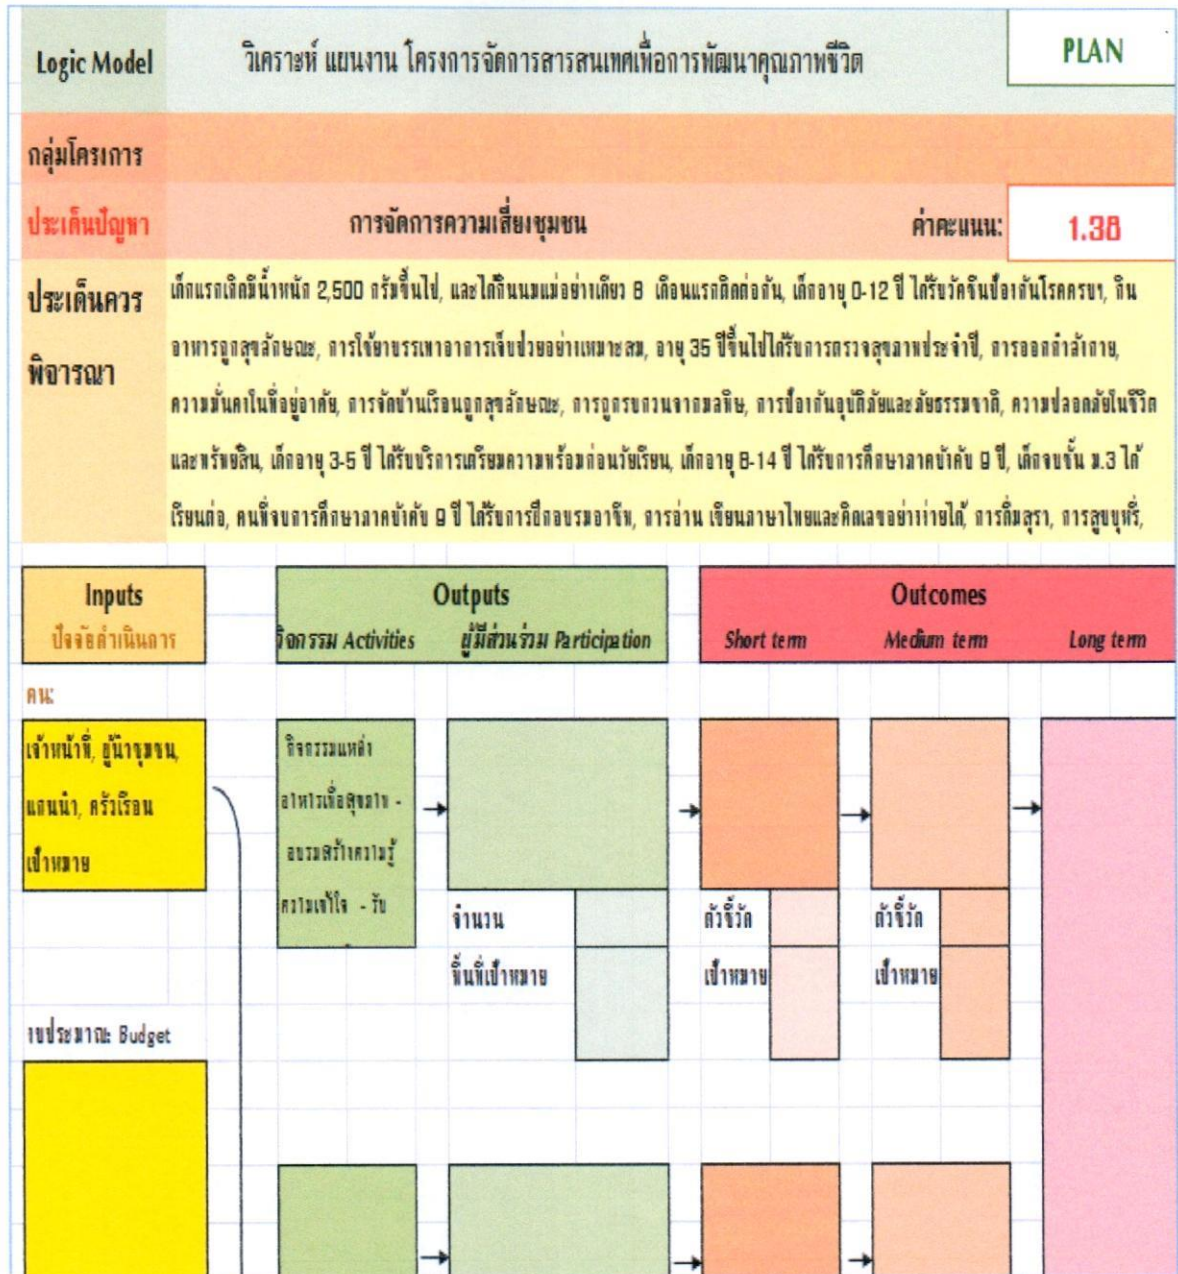 Logic Model
วิเคราะห์ แผนงาน โครงการจัดการสารสนเทศเพื่อการพัฒนาคุณภาพชีวิต
PLAN
กลุ่มโครงการ
ประเด็นปัญหา
การจัดการความเสี่ยงชุมชน
ค่าคะแนน:
1.38
ประเด็นควร
พิจารณา
เด็กแรกเกิดมีน้ำหนัก 2,500 กรัมขึ้นไป, และได้กินนมแม่อย่างเดียว 6 เดือนแรกติดต่อกัน, เด็กอายุ 0-12 ปี ได้รับวัคซีนป้องกันโรคครบฯ, กิน
อาหารถูกสุขลักษณะ, การใช้ยาบรรเทาอาการเจ็บป่วยอย่างเหมาะสม, อายุ 35 ปีขึ้นไปได้รับการตรวจสุขภาพประจำปี, การออกกำลังกาย,
ความมั่นคงในที่อยู่อาศัย, การจัดบ้านเรือนถูกสุขลักษณะ, การถูกรบกวนจากมลพิษ, การป้องกันอุบัติภัยและภัยธรรมชาติ, ความปลอดภัยในชีวิต
และทรัพย์สิน, เด็กอายุ 3-5 ปี ได้รับบริการเตรียมความพร้อมก่อนวัยเรียน, เด็กอายุ 6-14 ปี ได้รับการศึกษาภาคบังคับ 9 ปี, เด็กจบชั้น ม.3 ได้
เรียนต่อ, คนที่จบการศึกษาภาคบังคับ 9 ปี ได้รับการฝึกอบรมอาชีพ, การอ่าน เขียนภาษาไทยและคิดเลขอย่างง่ายได้, การดื่มสุรา, การสูบบุหรี่,
Inputs
ปัจจัยดำเนินการ
Outputs
กิจกรรม Activities
ผู้มีส่วนร่วม Participation
Outcomes
Short term
Medium term
Long term
คน:
เจ้าหน้าที่, ผู้นำชุมชน,
แกนนำ, ครัวเรือน
เป้าหมาย
กิจกรรมแหล่ง
อาหารเพื่อสุขภาพ -
อบรมสร้างความรู้
ความเข้าใจ - รับ
จำนวน
พื้นที่เป้าหมาย
ตัวชี้วัด
เป้าหมาย
ตัวชี้วัด
เป้าหมาย
งบประมาณ: Budget